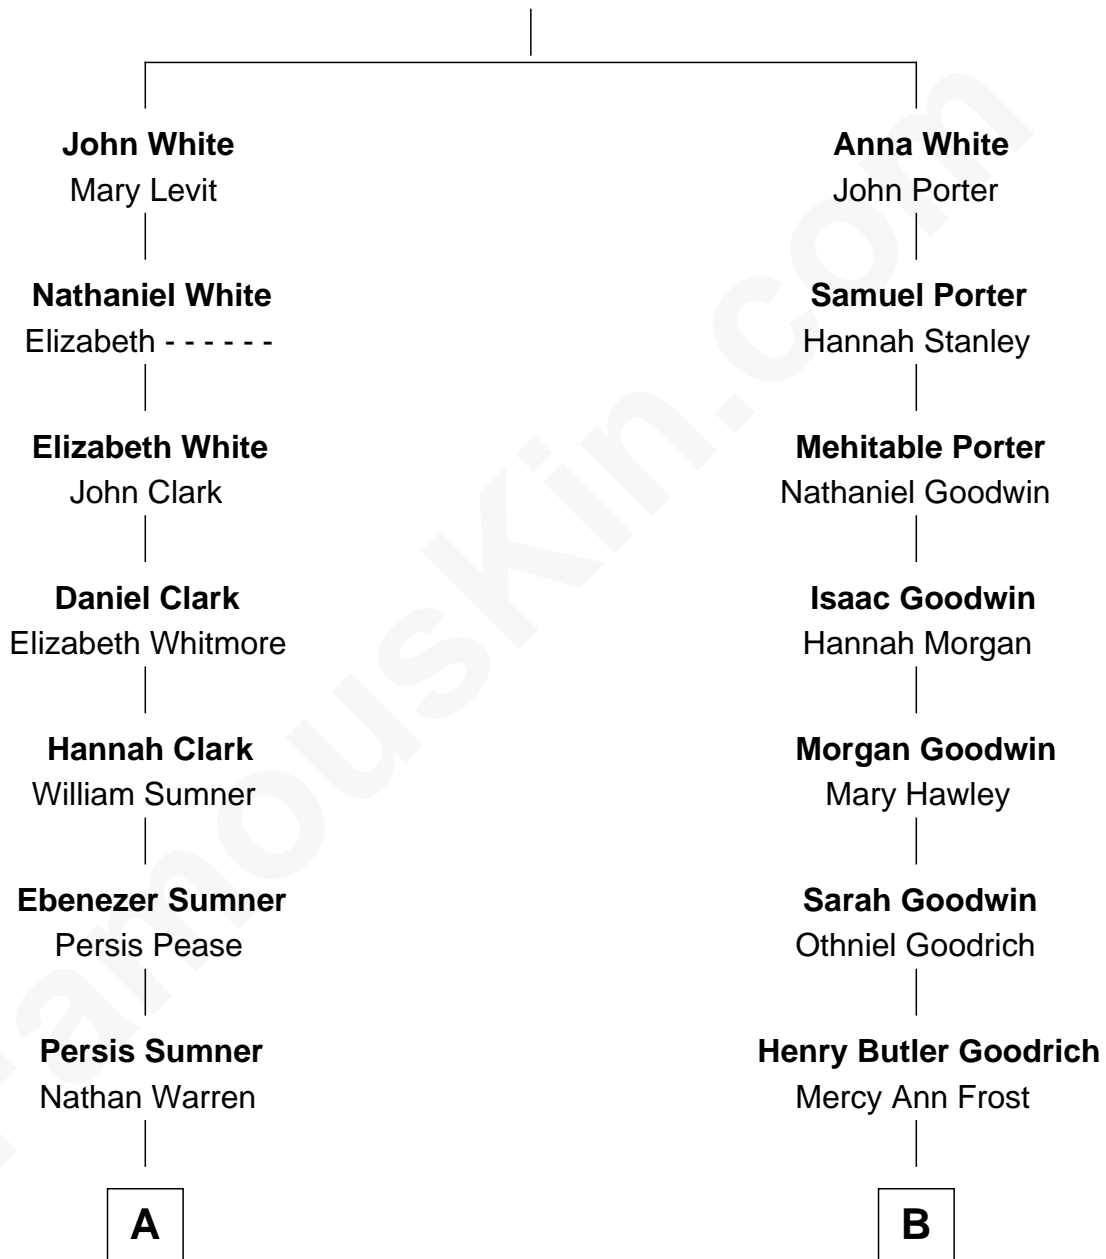 John White
Mary Levit
Nathaniel White
Elizabeth - - - - - -
Elizabeth White
John Clark
Daniel Clark
Elizabeth Whitmore
Hannah Clark
William Sumner
Ebenezer Sumner
Persis Pease
Persis Sumner
Nathan Warren
A
Anna White
John Porter
Samuel Porter
Hannah Stanley
Mehitable Porter
Nathaniel Goodwin
Isaac Goodwin
Hannah Morgan
Morgan Goodwin
Mary Hawley
Sarah Goodwin
Othniel Goodrich
Henry Butler Goodrich
Mercy Ann Frost
B
FamousKin.com